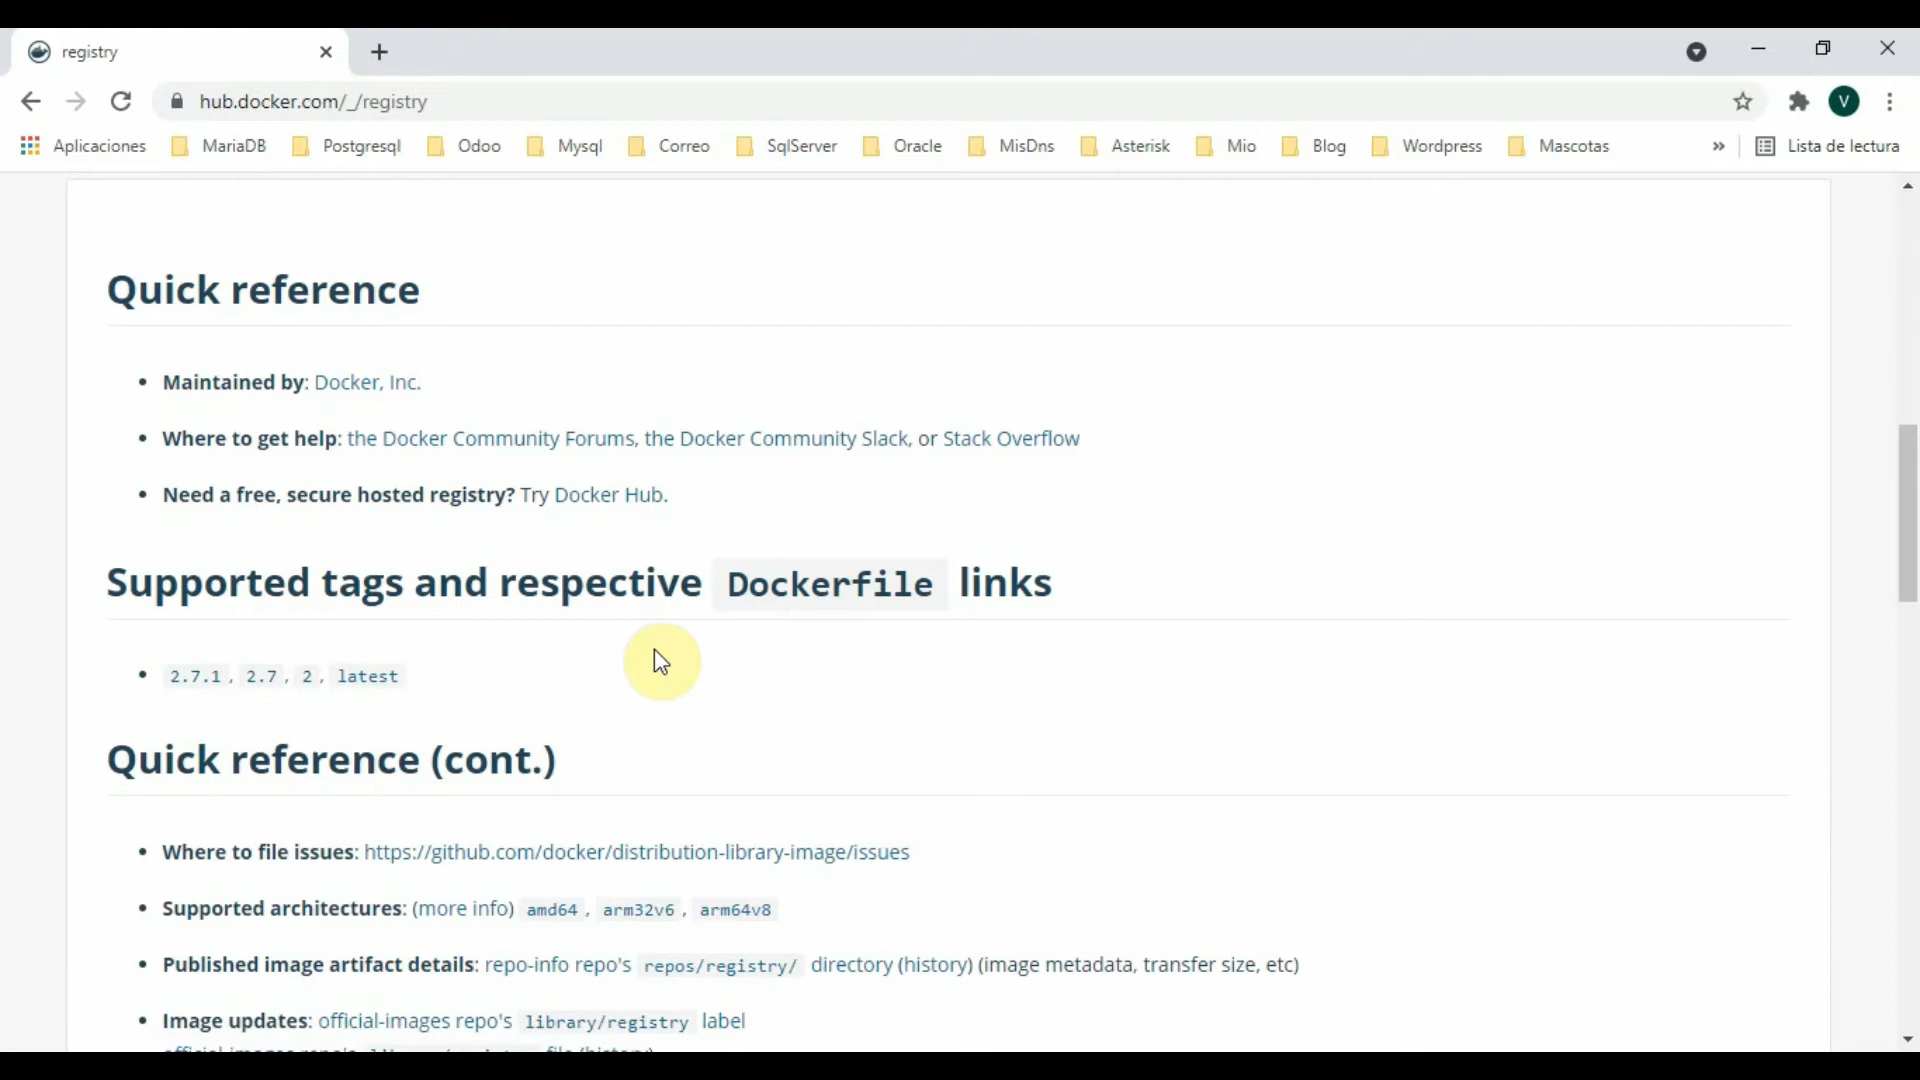 registry
hub.docker.com/_/registry
V
Aplicaciones MariaDB Postgresql Odoo Mysql Correo SqlServer Oracle MisDns Asterisk Mio Blog Wordpress Mascotas » Lista de lectura
Quick reference
• Maintained by: Docker, Inc.
• Where to get help: the Docker Community Forums, the Docker Community Slack, or Stack Overflow
• Need a free, secure hosted registry? Try Docker Hub.
Supported tags and respective Dockerfile links
• 2.7.1, 2.7, 2, latest
Quick reference (cont.)
• Where to file issues: https://github.com/docker/distribution-library-image/issues
• Supported architectures: (more info) amd64, arm32v6, arm64v8
• Published image artifact details: repo-info repo's repos/registry/ directory (history) (image metadata, transfer size, etc)
• Image updates: official-images repo's library/registry label